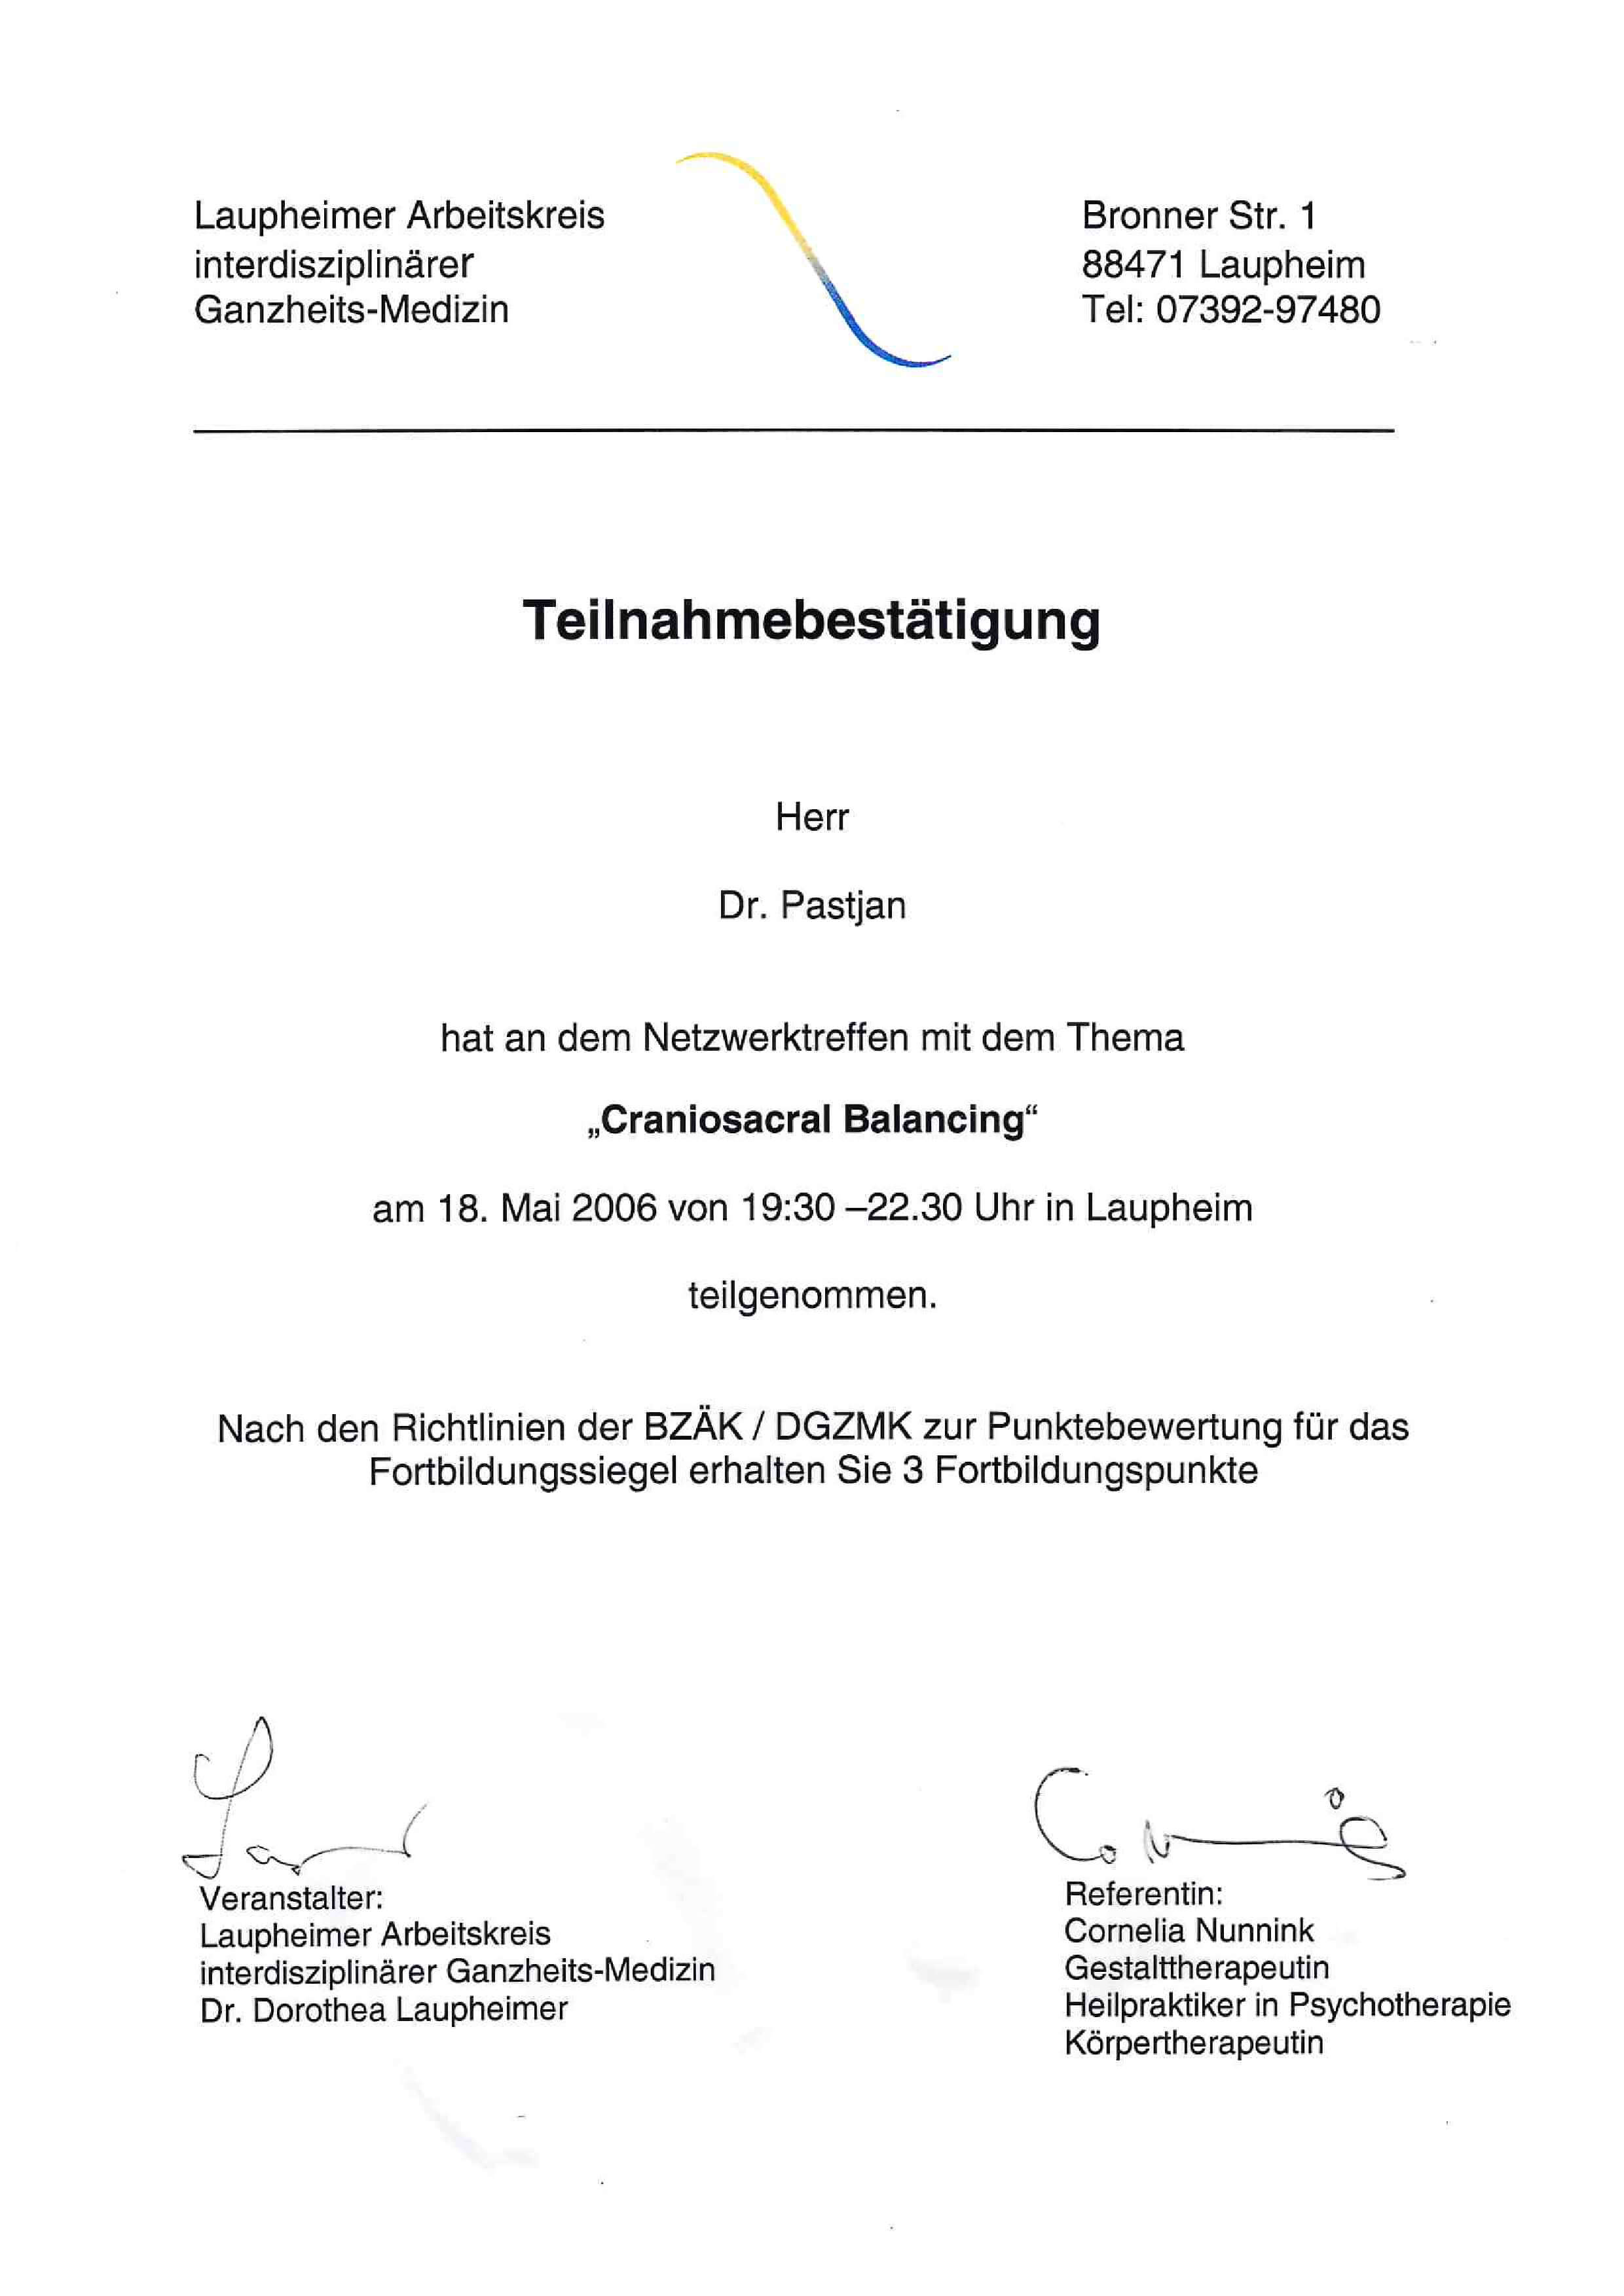 Laupheimer Arbeitskreis
interdisziplinärer
Ganzheits-Medizin
Bronner Str. 1
88471 Laupheim
Tel: 07392-97480
Teilnahmebestätigung
Herr
Dr. Pastjan
hat an dem Netzwerktreffen mit dem Thema
„Craniosacral Balancing“
am 18. Mai 2006 von 19:30 –22.30 Uhr in Laupheim
teilgenommen.
Nach den Richtlinien der BZÄK / DGZMK zur Punktebewertung für das
Fortbildungssiegel erhalten Sie 3 Fortbildungspunkte
Veranstalter:
Laupheimer Arbeitskreis
interdisziplinärer Ganzheits-Medizin
Dr. Dorothea Laupheimer
Referentin:
Cornelia Nunnink
Gestalttherapeutin
Heilpraktiker in Psychotherapie
Körpertherapeutin